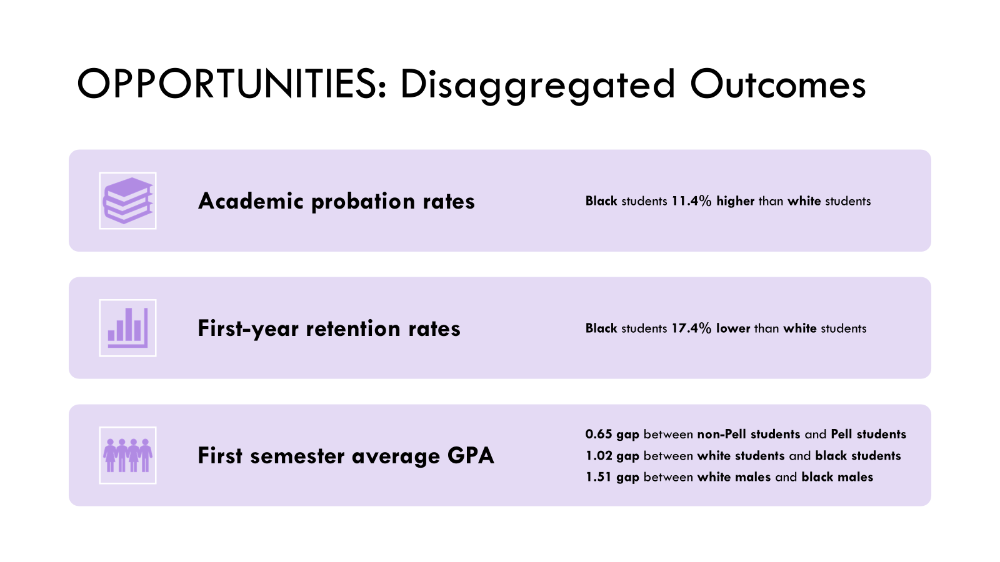 OPPORTUNITIES: Disaggregated Outcomes
Academic probation rates
Black students 11.4% higher than white students
First-year retention rates
Black students 17.4% lower than white students
First semester average GPA
0.65 gap between non-Pell students and Pell students
1.02 gap between white students and black students
1.51 gap between white males and black males